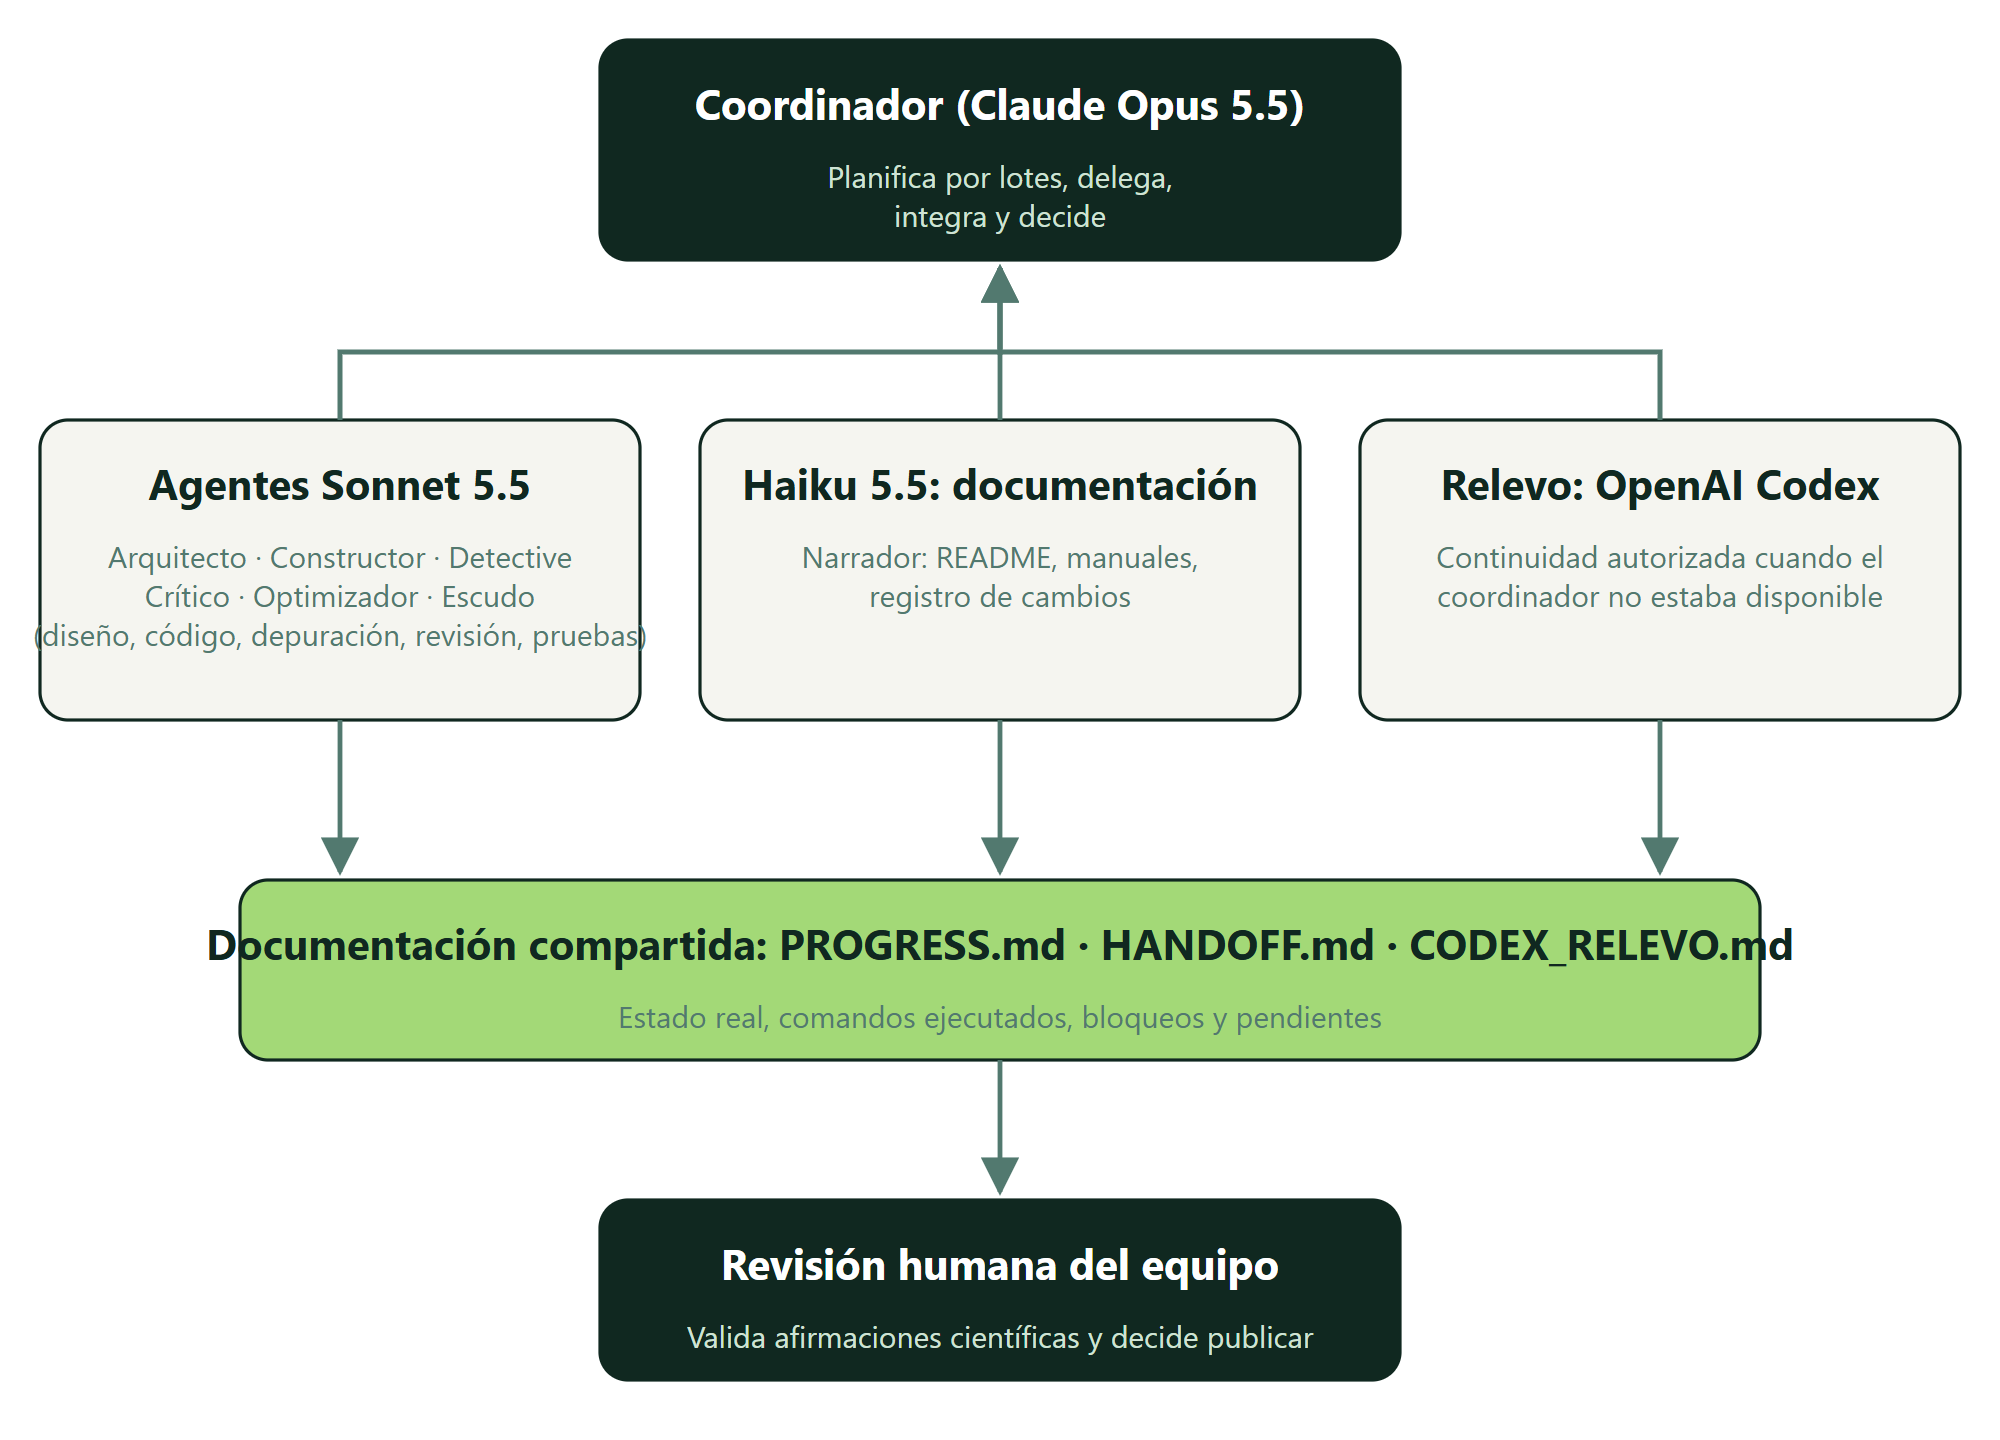 Coordinador (Claude Opus 5.5)
Planifica por lotes, delega,
integra y decide
Agentes Sonnet 5.5
Arquitecto · Constructor · Detective
Crítico · Optimizador · Escudo
(diseño, código, depuración, revisión, pruebas)
Haiku 5.5: documentación
Narrador: README, manuales,
registro de cambios
Relevo: OpenAI Codex
Continuidad autorizada cuando el
coordinador no estaba disponible
Documentación compartida: PROGRESS.md · HANDOFF.md · CODEX_RELEVO.md
Estado real, comandos ejecutados, bloqueos y pendientes
Revisión humana del equipo
Valida afirmaciones científicas y decide publicar